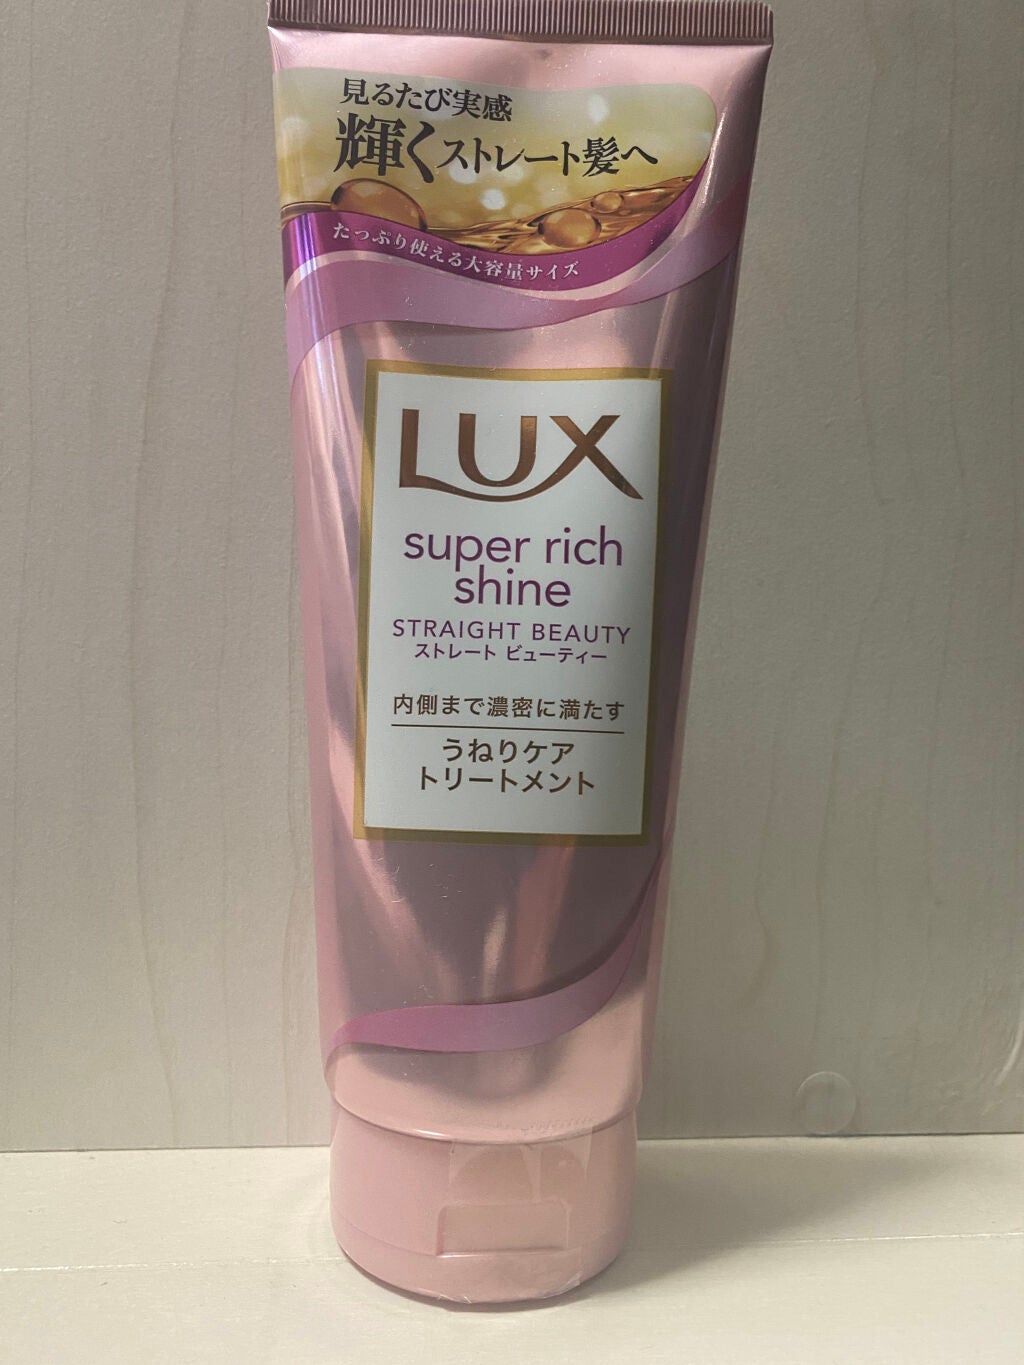 見るたび実感
輝くストレート髪へ
たっぷり使える大容量サイズ
LUX
super rich
shine
STRAIGHT BEAUTY
ストレート ビューティー
内側まで濃密に満たす
うねりケア
トリートメント